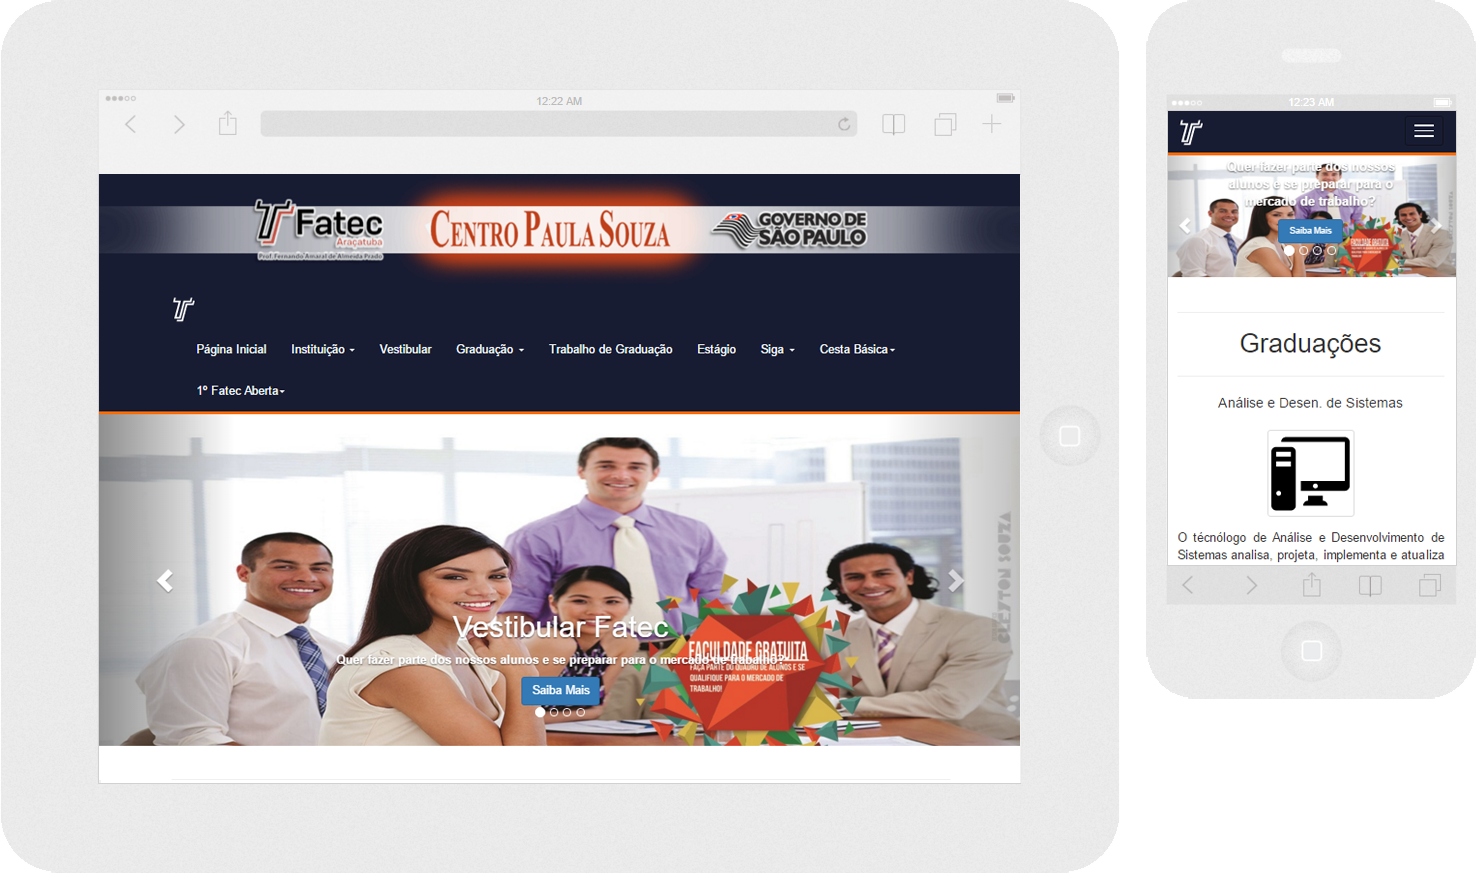 12:22 AM
Fatec
Araçatuba
Prof. Fernando Amaral de Almeida Prado
CENTRO PAULA SOUZA
GOVERNO DE
SÃO PAULO
Página Inicial
Instituição
Vestibular
Graduação
Trabalho de Graduação
Estágio
Siga
Cesta Básica
1º Fatec Aberta
CLEYTON SOUZA
Vestibular Fatec
Quer fazer parte dos nossos alunos e se preparar para o mercado de trabalho?
Saiba Mais
FACULDADE GRATUITA
FAÇA PARTE DO QUADRO DE ALUNOS E SE
QUALIFIQUE PARA O MERCADO DE
TRABALHO!
12:23 AM
Quer fazer parte dos nossos
alunos e se preparar para o
mercado de trabalho?
Saiba Mais
FACULDADE GRATUITA
Graduações
Análise e Desen. de Sistemas
O técnólogo de Análise e Desenvolvimento de
Sistemas analisa, projeta, implementa e atualiza